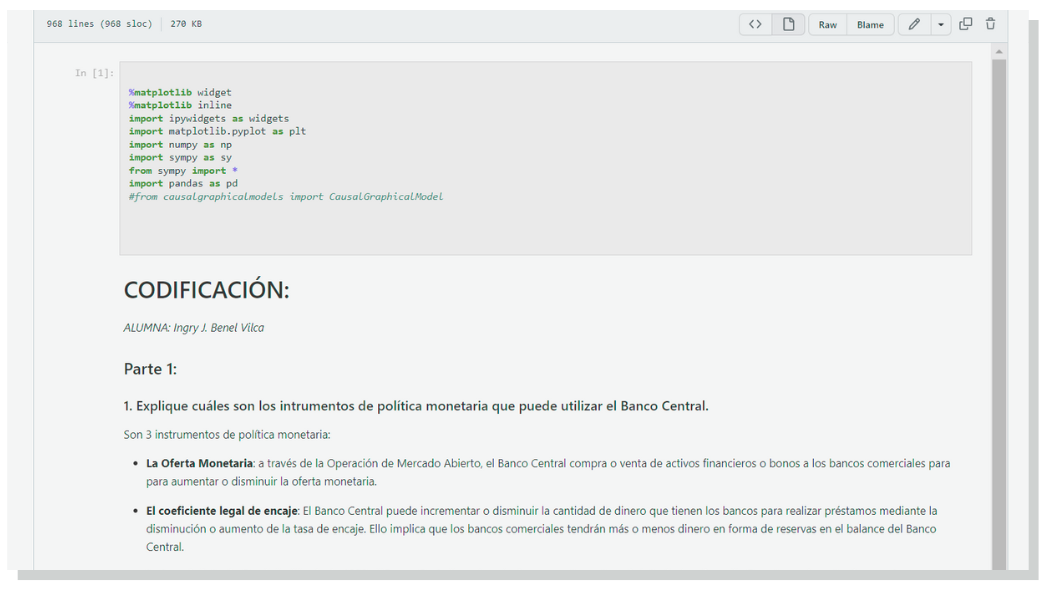 968 lines (968 sloc) 270 KB
<> Raw Blame
In [1]:
%matplotlib widget
%matplotlib inline
import ipywidgets as widgets
import matplotlib.pyplot as plt
import numpy as np
import sympy as sy
from sympy import *
import pandas as pd
#from causalgraphicalmodels import CausalGraphicalModel
CODIFICACIÓN:
ALUMNA: Ingry J. Benel Vilca
Parte 1:
1. Explique cuáles son los intrumentos de política monetaria que puede utilizar el Banco Central.
Son 3 instrumentos de política monetaria:
• La Oferta Monetaria: a través de la Operación de Mercado Abierto, el Banco Central compra o venta de activos financieros o bonos a los bancos comerciales para
para aumentar o disminuir la oferta monetaria.
• El coeficiente legal de encaje: El Banco Central puede incrementar o disminuir la cantidad de dinero que tienen los bancos para realizar préstamos mediante la
disminución o aumento de la tasa de encaje. Ello implica que los bancos comerciales tendrán más o menos dinero en forma de reservas en el balance del Banco
Central.